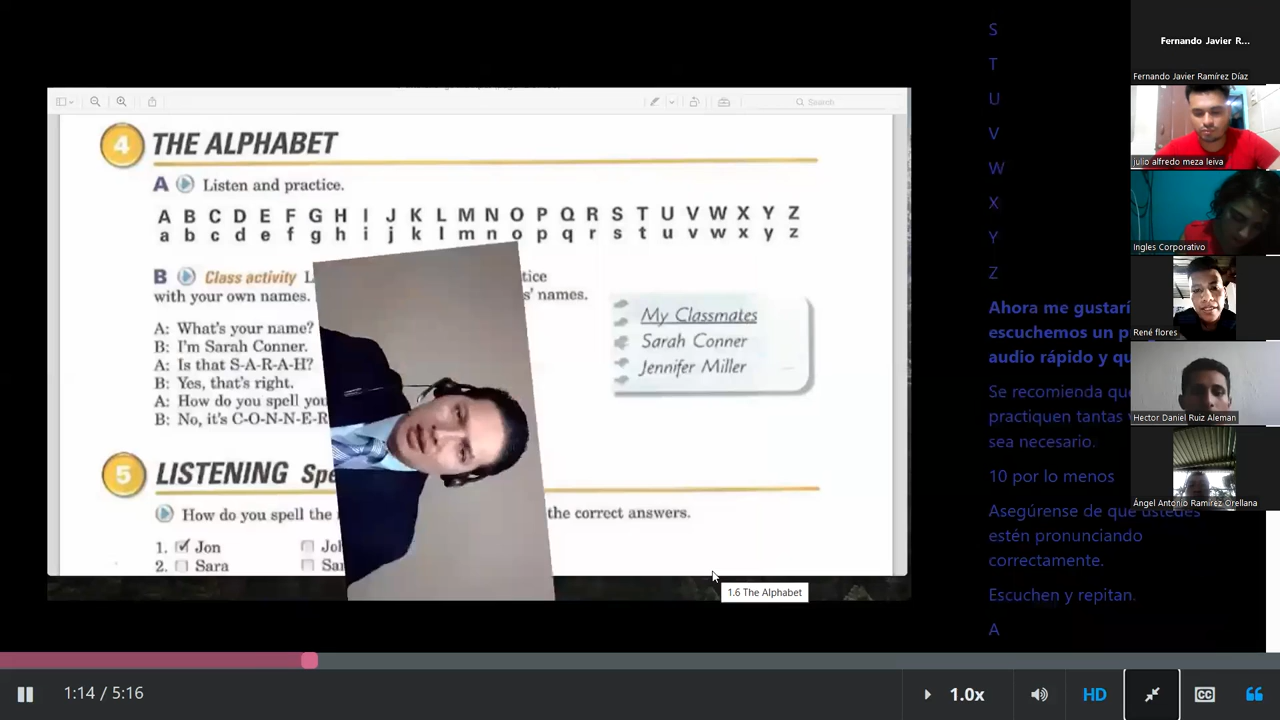 Search
4 THE ALPHABET
A Listen and practice.
A B C D E F G H I J K L M N O P Q R S T U V W X Y Z
a b c d e f g h i j k l m n o p q r s t u v w x y z
B Class activity
with your own names. s' names.
A: What's your name?
B: I'm Sarah Conner.
A: Is that S-A-R-A-H?
B: Yes, that's right.
A: How do you spell
B: No, it's C-O-N-N-E-R
My Classmates
Sarah Conner
Jennifer Miller
5 LISTENING
How do you spell the the correct answers.
1. Jon
2. Sara
1.6 The Alphabet
S
T
U
V
W
X
Y
Z
Ahora me
escuchemos un
audio rápido y
Se recomienda
practiquen tantas
sea necesario.
10 por lo menos
Asegúrense de que ustedes
estén pronunciando
correctamente.
Escuchen y repitan.
A
Fernando Javier R...
Fernando Javier Ramírez Díaz
julio alfredo meza leiva
Ingles Corporativo
René flores
Hector Daniel Ruiz Aleman
Ángel Antonio Ramírez Orellana
1:14 / 5:16
1.0x
HD
CC